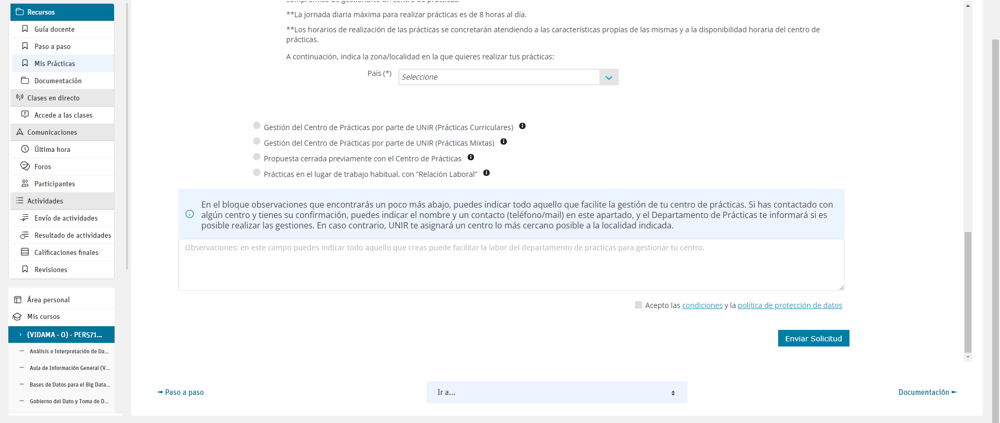 Recursos
Guía docente
Paso a paso
Mis Prácticas
Documentación
Clases en directo
Accede a las clases
Comunicaciones
Última hora
Foros
Participantes
Actividades
Envío de actividades
Resultado de actividades
Calificaciones finales
Revisiones
Área personal
Mis cursos
(VIDAMA - O) - PER571...
Análisis e Interpretación de Da...
Aula de Información General (V...
Bases de Datos para el Big Data...
Gobierno del Dato y Toma de D...
compromiso de gestionarte un centro de prácticas.
**La jornada diaria máxima para realizar prácticas es de 8 horas al día.
**Los horarios de realización de las prácticas se concretarán atendiendo a las características propias de las mismas y a la disponibilidad horaria del centro de
prácticas.
A continuación, indica la zona/localidad en la que quieres realizar tus prácticas:
País (*)
Seleccione
Gestión del Centro de Prácticas por parte de UNIR (Prácticas Curriculares)
Gestión del Centro de Prácticas por parte de UNIR (Prácticas Mixtas)
Propuesta cerrada previamente con el Centro de Prácticas
Prácticas en el lugar de trabajo habitual, con “Relación Laboral”
En el bloque observaciones que encontrarás un poco más abajo, puedes indicar todo aquello que facilite la gestión de tu centro de prácticas. Si has contactado con
algún centro y tienes su confirmación, puedes indicar el nombre y un contacto (teléfono/mail) en este apartado, y el Departamento de Prácticas te informará si es
posible realizar las gestiones. En caso contrario, UNIR te asignará un centro lo más cercano posible a la localidad indicada.
Observaciones: en este campo puedes indicar todo aquello que creas puede facilitar la labor del departamento de prácticas para gestionar tu centro.
Acepto las condiciones y la política de protección de datos
Enviar Solicitud
◄ Paso a paso
Ir a...
Documentación ►